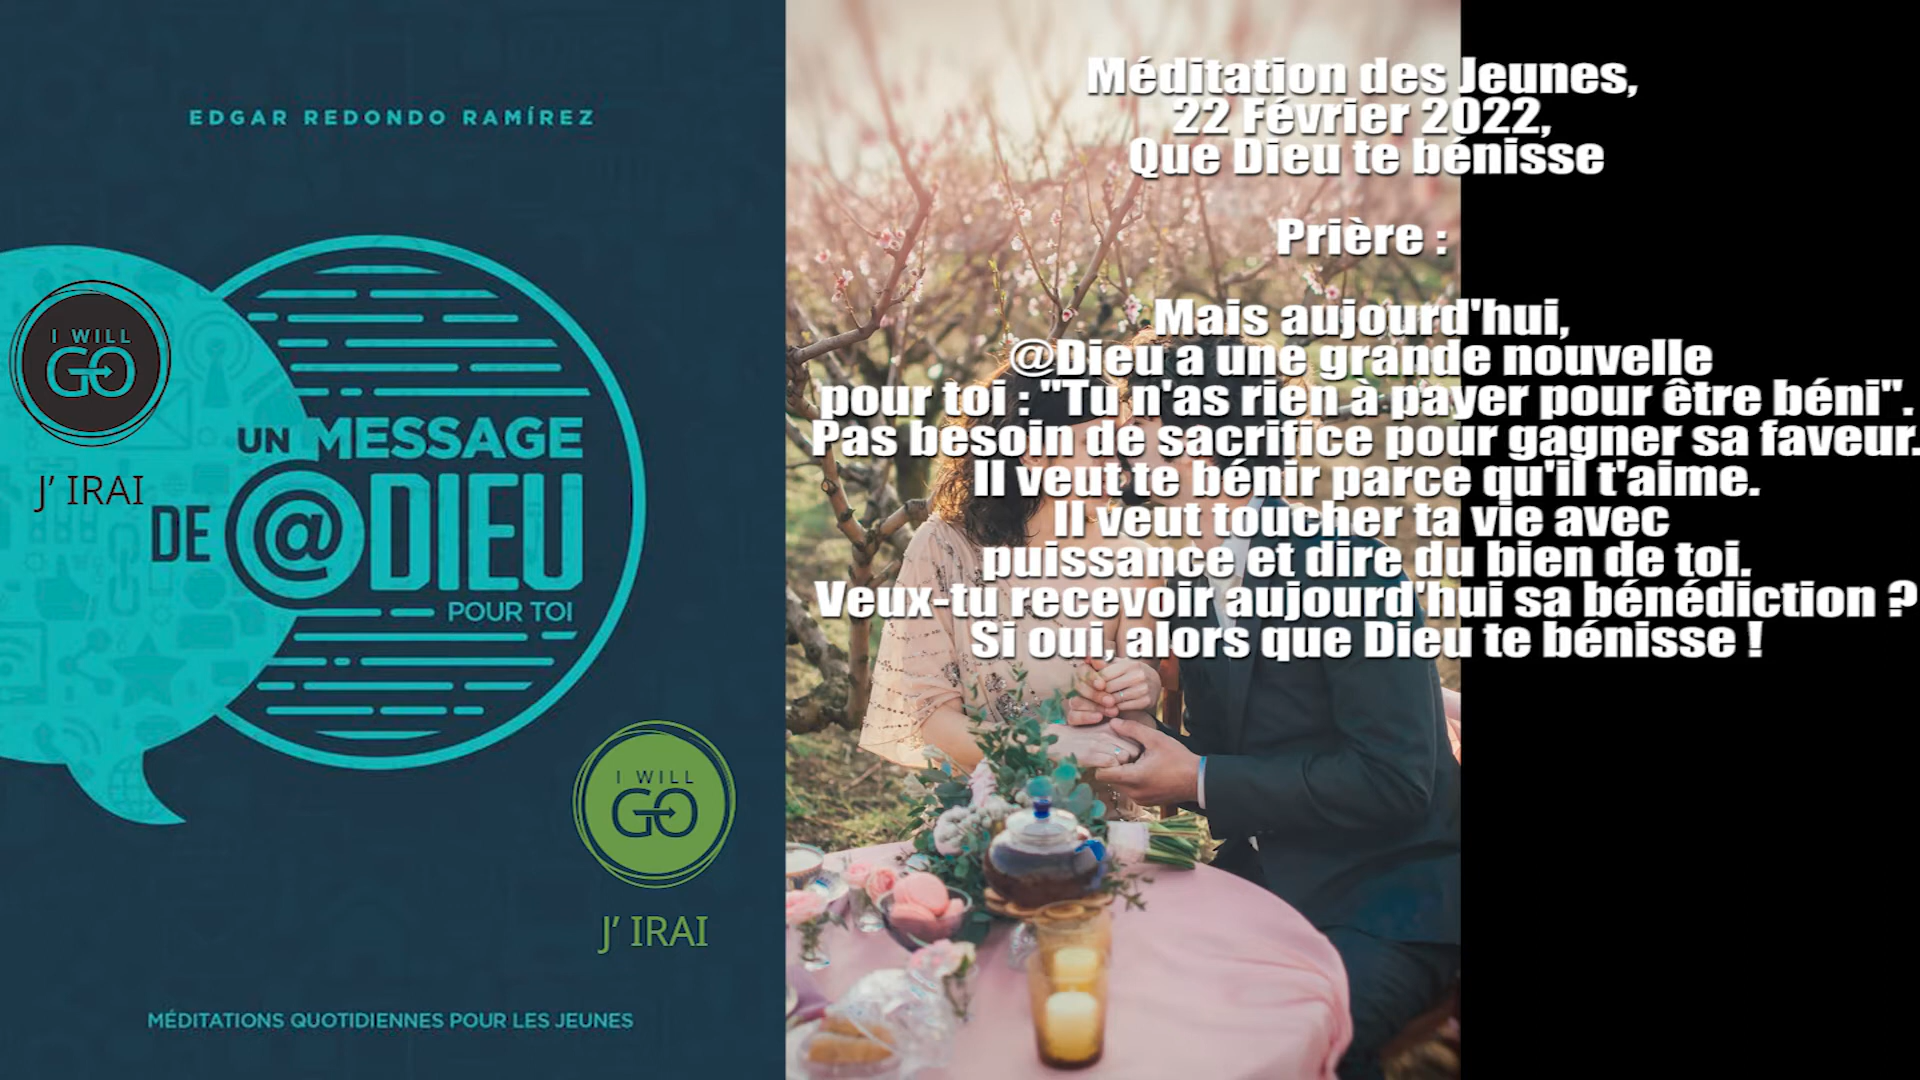 EDGAR REDONDO RAMÍREZ
I WILL
GO
J’ IRAI
UN MESSAGE
DE @DIEU
POUR TOI
I WILL
GO
J’ IRAI
MÉDITATIONS QUOTIDIENNES POUR LES JEUNES
Méditation des Jeunes,
22 Février 2022,
Que Dieu te bénisse
Prière :
Mais aujourd'hui,
@Dieu a une grande nouvelle
pour toi : "Tu n'as rien à payer pour être béni".
Pas besoin de sacrifice pour gagner sa faveur.
Il veut te bénir parce qu'il t'aime.
Il veut toucher ta vie avec
puissance et dire du bien de toi.
Veux-tu recevoir aujourd'hui sa bénédiction ?
Si oui, alors que Dieu te bénisse !